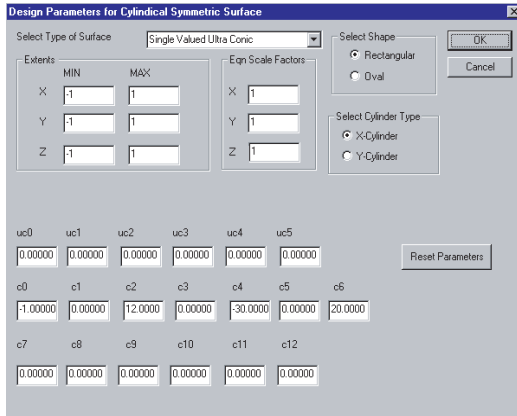 Design Parameters for Cylindical Symmetric Surface
Select Type of Surface
Single Valued Ultra Conic
Select Shape
Rectangular
Oval
OK
Cancel
Extents
MIN MAX
X -1 1
Y -1 1
Z -1 1
Eqn Scale Factors
X 1
Y 1
Z 1
Select Cylinder Type
X-Cylinder
Y-Cylinder
uc0 uc1 uc2 uc3 uc4 uc5
0.00000 0.00000 0.00000 0.00000 0.00000 0.00000
Reset Parameters
c0 c1 c2 c3 c4 c5 c6
-1.00000 0.00000 12.0000 0.00000 -30.0000 0.00000 20.0000
c7 c8 c9 c10 c11 c12
0.00000 0.00000 0.00000 0.00000 0.00000 0.00000